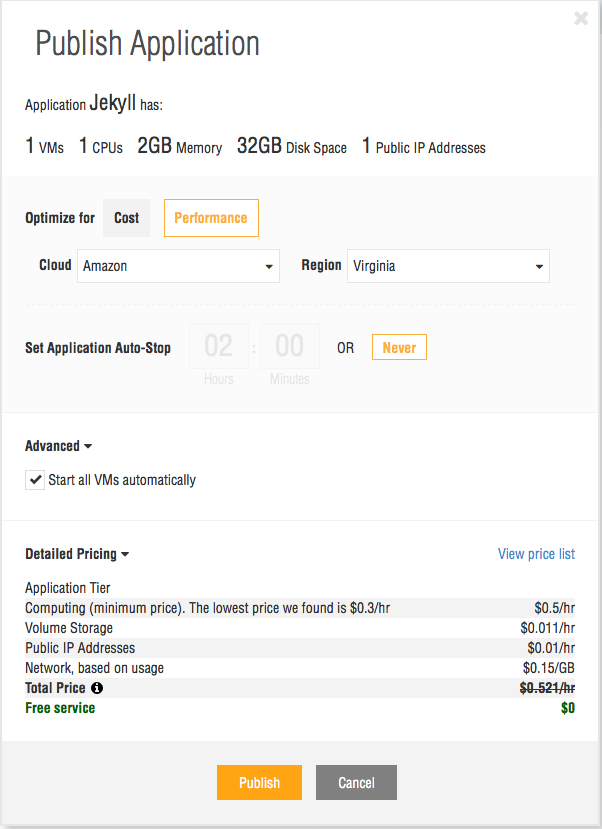 Publish Application
Application Jekyll has:
1 VMs 1 CPUs 2GB Memory 32GB Disk Space 1 Public IP Addresses
Optimize for Cost Performance
Cloud Amazon Region Virginia
Set Application Auto-Stop 02 : 00 OR Never
Hours Minutes
Advanced
Start all VMs automatically
Detailed Pricing View price list
Application Tier
Computing (minimum price). The lowest price we found is $0.3/hr $0.5/hr
Volume Storage $0.011/hr
Public IP Addresses $0.01/hr
Network, based on usage $0.15/GB
Total Price $0.521/hr
Free service $0
Publish Cancel